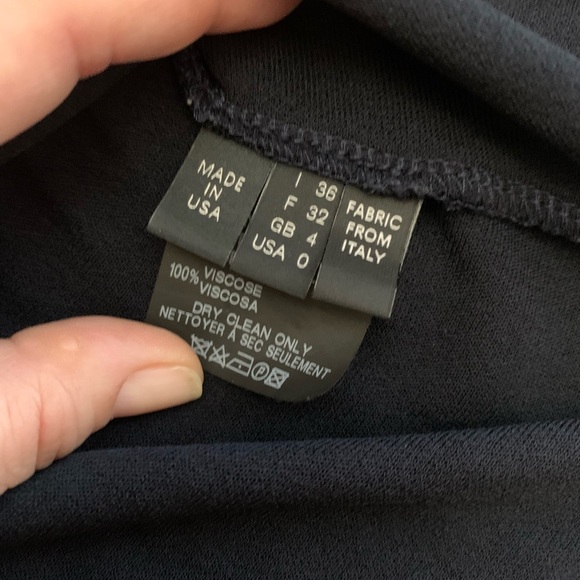 MADE
IN
USA
I 36
F 32
GB 4
USA 0
FABRIC
FROM
ITALY
100% VISCOSE
VISCOSA
DRY CLEAN ONLY
NETTOYER À SEC SEULEMENT
P